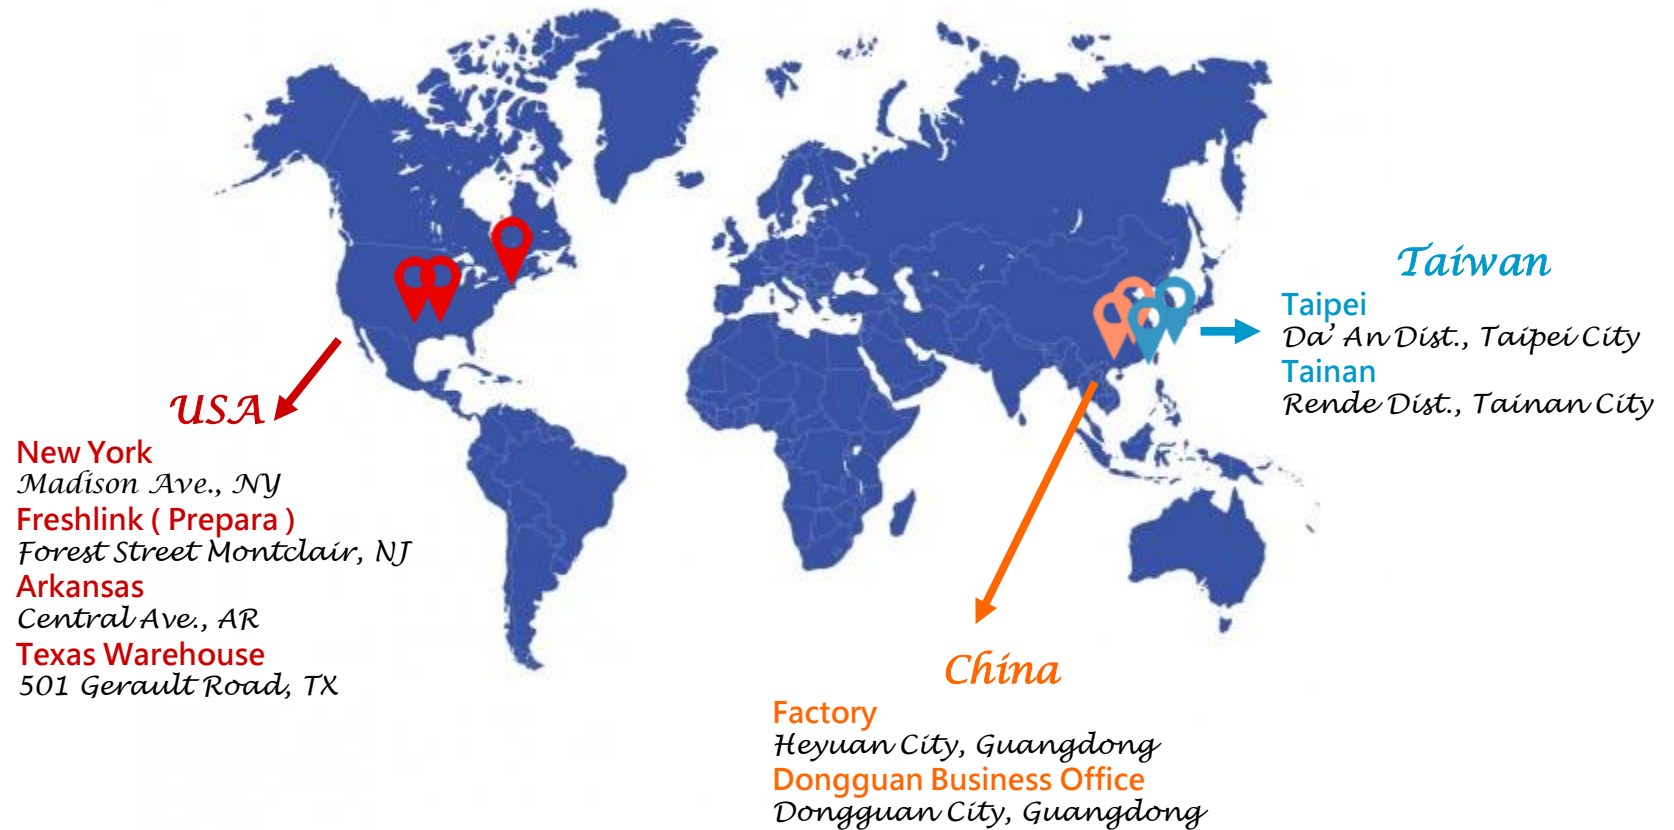 USA
New York
Madison Ave., NY
Freshlink ( Prepara )
Forest Street Montclair, NJ
Arkansas
Central Ave., AR
Texas Warehouse
501 Gerault Road, TX
China
Factory
Heyuan City, Guangdong
Dongguan Business Office
Dongguan City, Guangdong
Taiwan
Taipei
Da’ An Dist., Taipei City
Tainan
Rende Dist., Tainan City